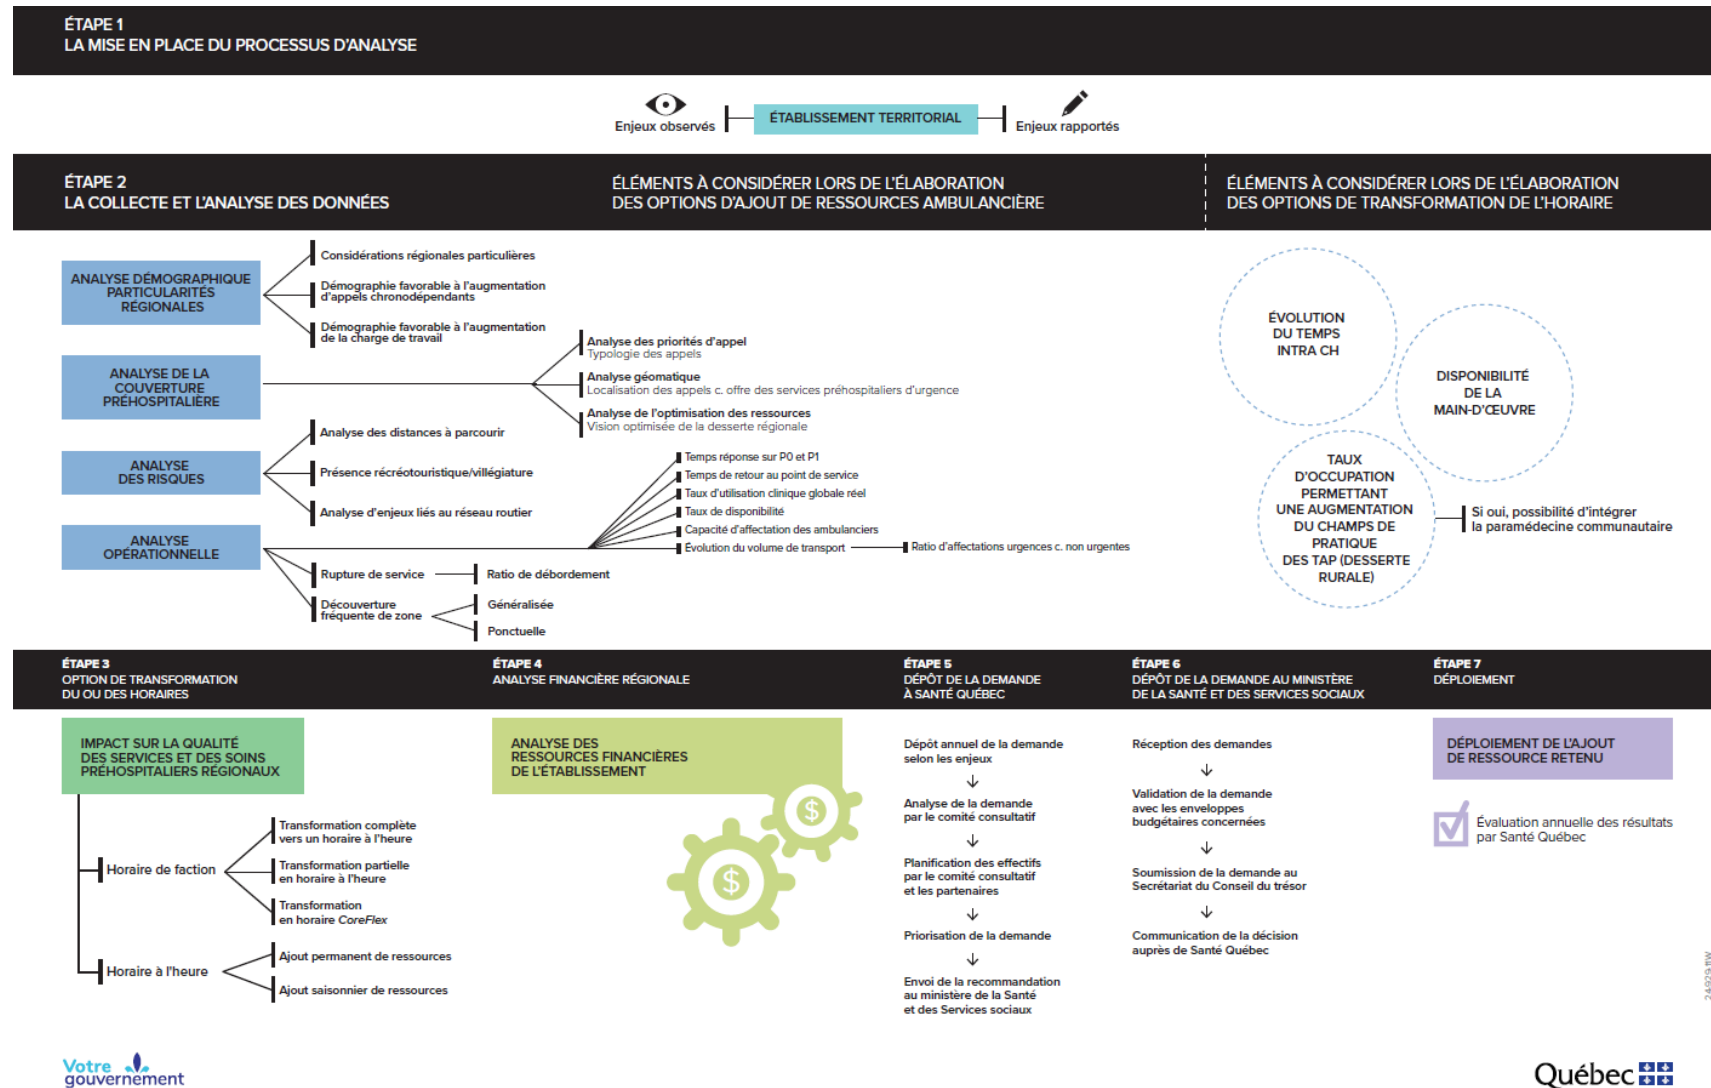 ÉTAPE 1
LA MISE EN PLACE DU PROCESSUS D'ANALYSE
Enjeux observés
ÉTABLISSEMENT TERRITORIAL
Enjeux rapportés
ÉTAPE 2
LA COLLECTE ET L'ANALYSE DES DONNÉES
ÉLÉMENTS À CONSIDÉRER LORS DE L'ÉLABORATION
DES OPTIONS D'AJOUT DE RESSOURCES AMBULANCIÈRE
ÉLÉMENTS À CONSIDÉRER LORS DE L'ÉLABORATION
DES OPTIONS DE TRANSFORMATION DE L'HORAIRE
ANALYSE DÉMOGRAPHIQUE
PARTICULARITÉS
RÉGIONALES
Considérations régionales particulières
Démographie favorable à l'augmentation
d'appels chronodépendants
Démographie favorable à l'augmentation
de la charge de travail
ANALYSE DE LA
COUVERTURE
PRÉHOSPITALIÈRE
Analyse des priorités d'appel
Typologie des appels
Analyse géomatique
Localisation des appels c. offre des services préhospitaliers d'urgence
Analyse de l'optimisation des ressources
Vision optimisée de la desserte régionale
ANALYSE
DES RISQUES
Analyse des distances à parcourir
Présence récréotouristique/villégiature
Analyse d'enjeux liés au réseau routier
ANALYSE
OPÉRATIONNELLE
Temps réponse sur P0 et P1
Temps de retour au point de service
Taux d'utilisation clinique globale réel
Taux de disponibilité
Capacité d'affectation des ambulanciers
Évolution du volume de transport
Ratio d'affectations urgences c. non urgentes
Rupture de service
Ratio de débordement
Découverture
fréquente de zone
Généralisée
Ponctuelle
ÉVOLUTION
DU TEMPS
INTRA CH
DISPONIBILITÉ
DE LA
MAIN-D'ŒUVRE
TAUX
D'OCCUPATION
PERMETTANT
UNE AUGMENTATION
DU CHAMPS DE
PRATIQUE
DES TAP (DESSERTE
RURALE)
Si oui, possibilité d'intégrer
la paramédecine communautaire
ÉTAPE 3
OPTION DE TRANSFORMATION
DU OU DES HORAIRES
ÉTAPE 4
ANALYSE FINANCIÈRE RÉGIONALE
ÉTAPE 5
DÉPÔT DE LA DEMANDE
À SANTÉ QUÉBEC
ÉTAPE 6
DÉPÔT DE LA DEMANDE AU MINISTÈRE
DE LA SANTÉ ET DES SERVICES SOCIAUX
ÉTAPE 7
DÉPLOIEMENT
IMPACT SUR LA QUALITÉ
DES SERVICES ET DES SOINS
PRÉHOSPITALIERS RÉGIONAUX
Horaire de faction
Transformation complète
vers un horaire à l'heure
Transformation partielle
en horaire à l'heure
Transformation
en horaire CoreFlex
Horaire à l'heure
Ajout permanent de ressources
Ajout saisonnier de ressources
ANALYSE DES
RESSOURCES FINANCIÈRES
DE L'ÉTABLISSEMENT
$
$
Dépôt annuel de la demande
selon les enjeux
Analyse de la demande
par le comité consultatif
Planification des effectifs
par le comité consultatif
et les partenaires
Priorisation de la demande
Envoi de la recommandation
au ministère de la Santé
et des Services sociaux
Réception des demandes
Validation de la demande
avec les enveloppes
budgétaires concernées
Soumission de la demande au
Secrétariat du Conseil du trésor
Communication de la décision
auprès de Santé Québec
DÉPLOIEMENT DE L'AJOUT
DE RESSOURCE RETENU
Évaluation annuelle des résultats
par Santé Québec
Votre
gouvernement
Québec